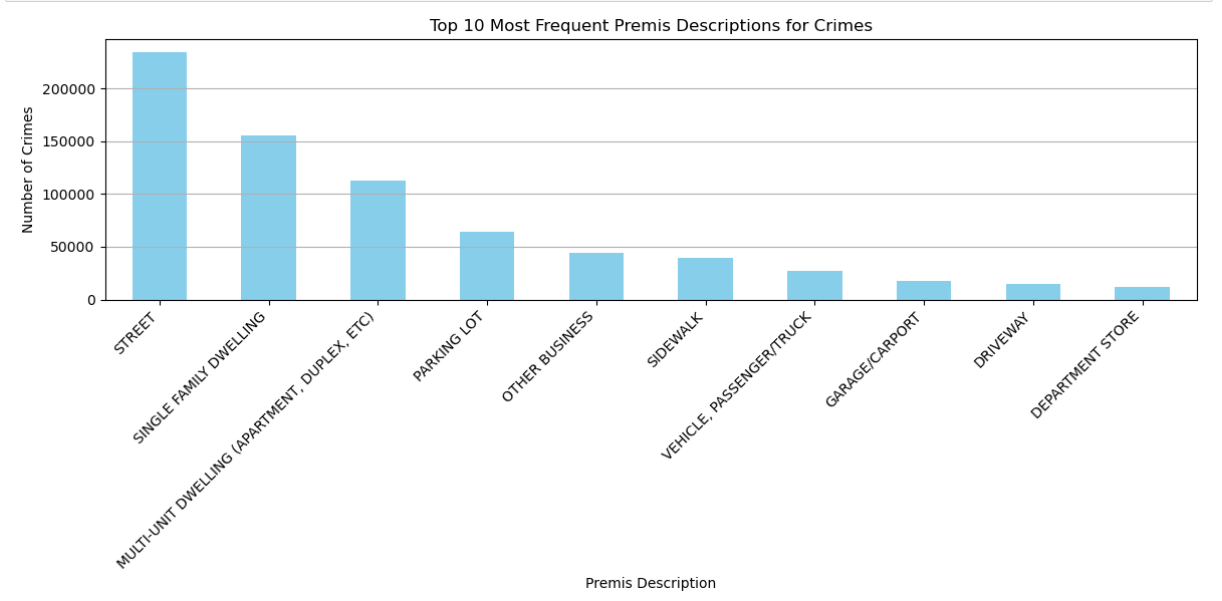 Top 10 Most Frequent Premis Descriptions for Crimes
Number of Crimes
200000
150000
100000
50000
0
STREET
SINGLE FAMILY DWELLING
MULTI-UNIT DWELLING (APARTMENT, DUPLEX, ETC)
PARKING LOT
OTHER BUSINESS
SIDEWALK
VEHICLE, PASSENGER/TRUCK
GARAGE/CARPORT
DRIVEWAY
DEPARTMENT STORE
Premis Description